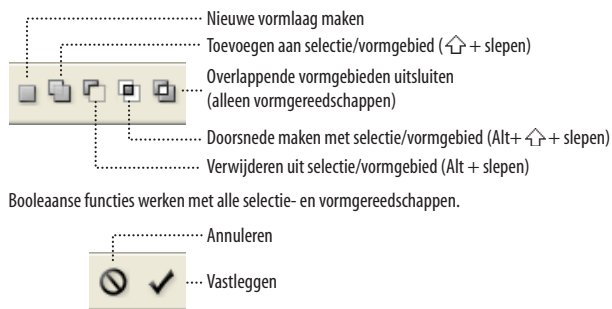 Nieuwe vormlaag maken
Toevoegen aan selectie/vormgebied (⇧ + slepen)
Overlappende vormgebieden uitsluiten
(alleen vormgereedschappen)
Doorsnede maken met selectie/vormgebied (Alt+ ⇧ + slepen)
Verwijderen uit selectie/vormgebied (Alt + slepen)
Booleaanse functies werken met alle selectie- en vormgereedschappen.
Annuleren
Vastleggen